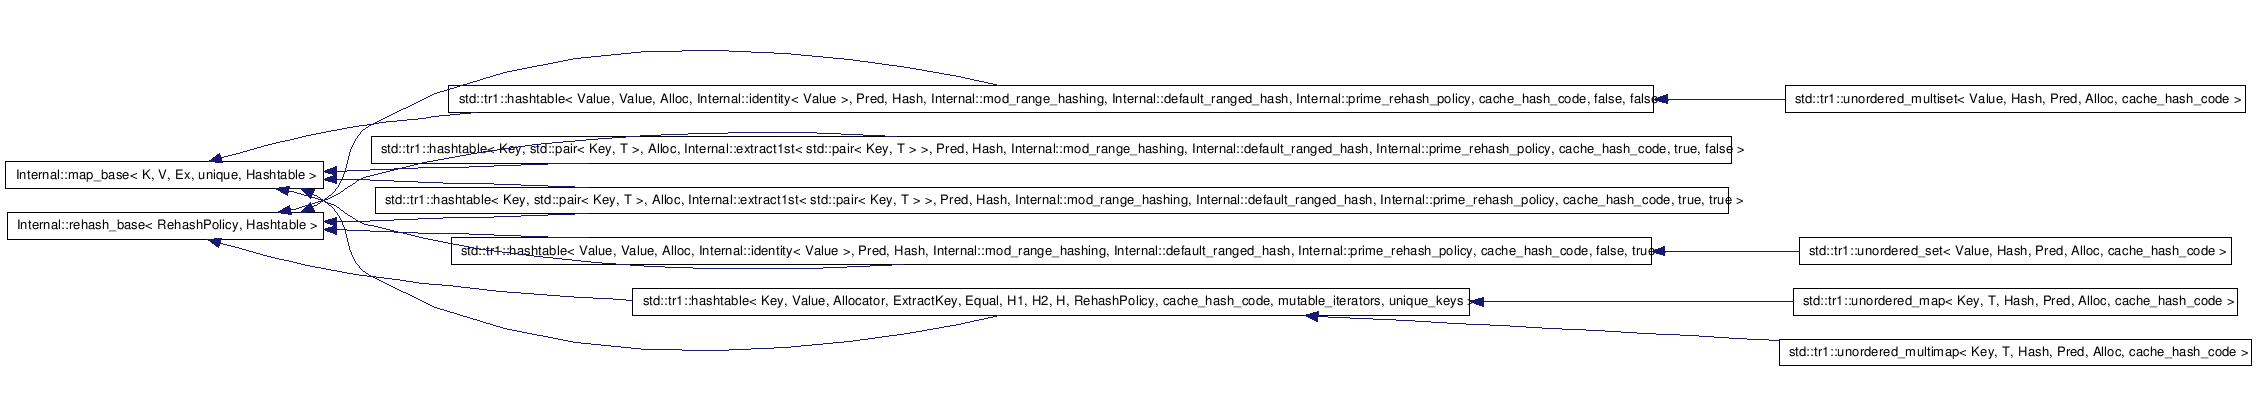 std::tr1::hashtable< Value, Value, Alloc, Internal::identity< Value >, Pred, Hash, Internal::mod_range_hashing, Internal::default_ranged_hash, Internal::prime_rehash_policy, cache_hash_code, false, false
std::tr1::unordered_multiset< Value, Hash, Pred, Alloc, cache_hash_code >
std::tr1::hashtable< Key, std::pair< Key, T >, Alloc, Internal::extract1st< std::pair< Key, T > >, Pred, Hash, Internal::mod_range_hashing, Internal::default_ranged_hash, Internal::prime_rehash_policy, cache_hash_code, true, false >
Internal::map_base< K, V, Ex, unique, Hashtable >
std::tr1::hashtable< Key, std::pair< Key, T >, Alloc, Internal::extract1st< std::pair< Key, T > >, Pred, Hash, Internal::mod_range_hashing, Internal::default_ranged_hash, Internal::prime_rehash_policy, cache_hash_code, true, true >
Internal::rehash_base< RehashPolicy, Hashtable >
std::tr1::hashtable< Value, Value, Alloc, Internal::identity< Value >, Pred, Hash, Internal::mod_range_hashing, Internal::default_ranged_hash, Internal::prime_rehash_policy, cache_hash_code, false, true
std::tr1::unordered_set< Value, Hash, Pred, Alloc, cache_hash_code >
std::tr1::hashtable< Key, Value, Allocator, ExtractKey, Equal, H1, H2, H, RehashPolicy, cache_hash_code, mutable_iterators, unique_keys >
std::tr1::unordered_map< Key, T, Hash, Pred, Alloc, cache_hash_code >
std::tr1::unordered_multimap< Key, T, Hash, Pred, Alloc, cache_hash_code >